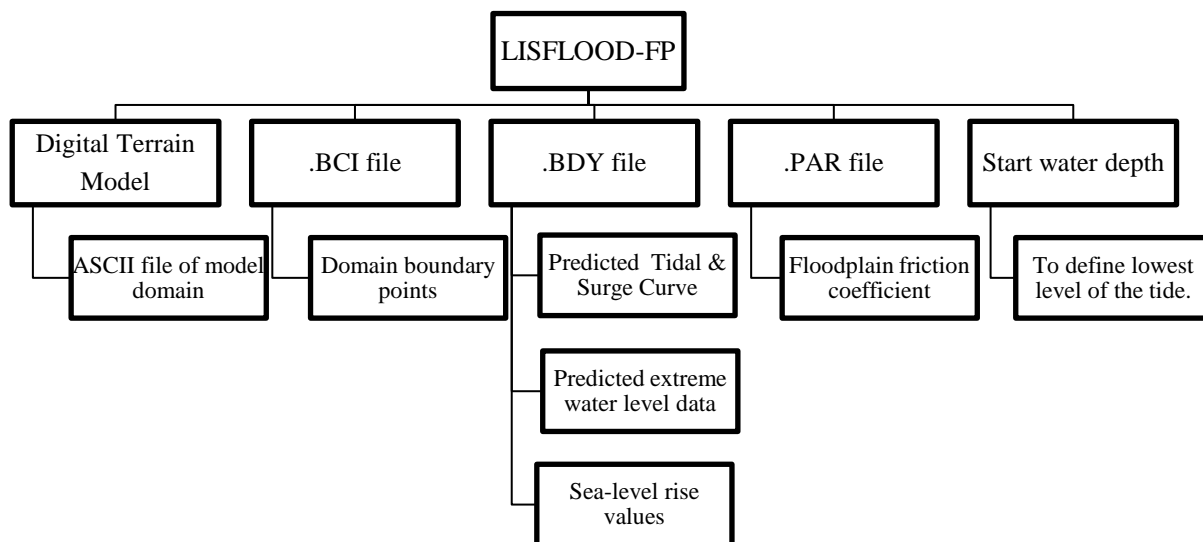 LISFLOOD-FP
Digital Terrain
Model
.BCI file
.BDY file
.PAR file
Start water depth
ASCII file of model
domain
Domain boundary
points
Predicted Tidal &
Surge Curve
Floodplain friction
coefficient
To define lowest
level of the tide.
Predicted extreme
water level data
Sea-level rise
values